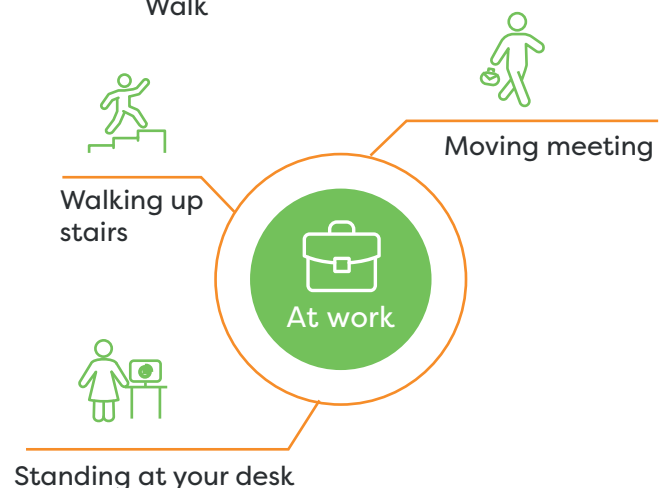 Walk
Moving meeting
Walking up
stairs
At work
Standing at your desk